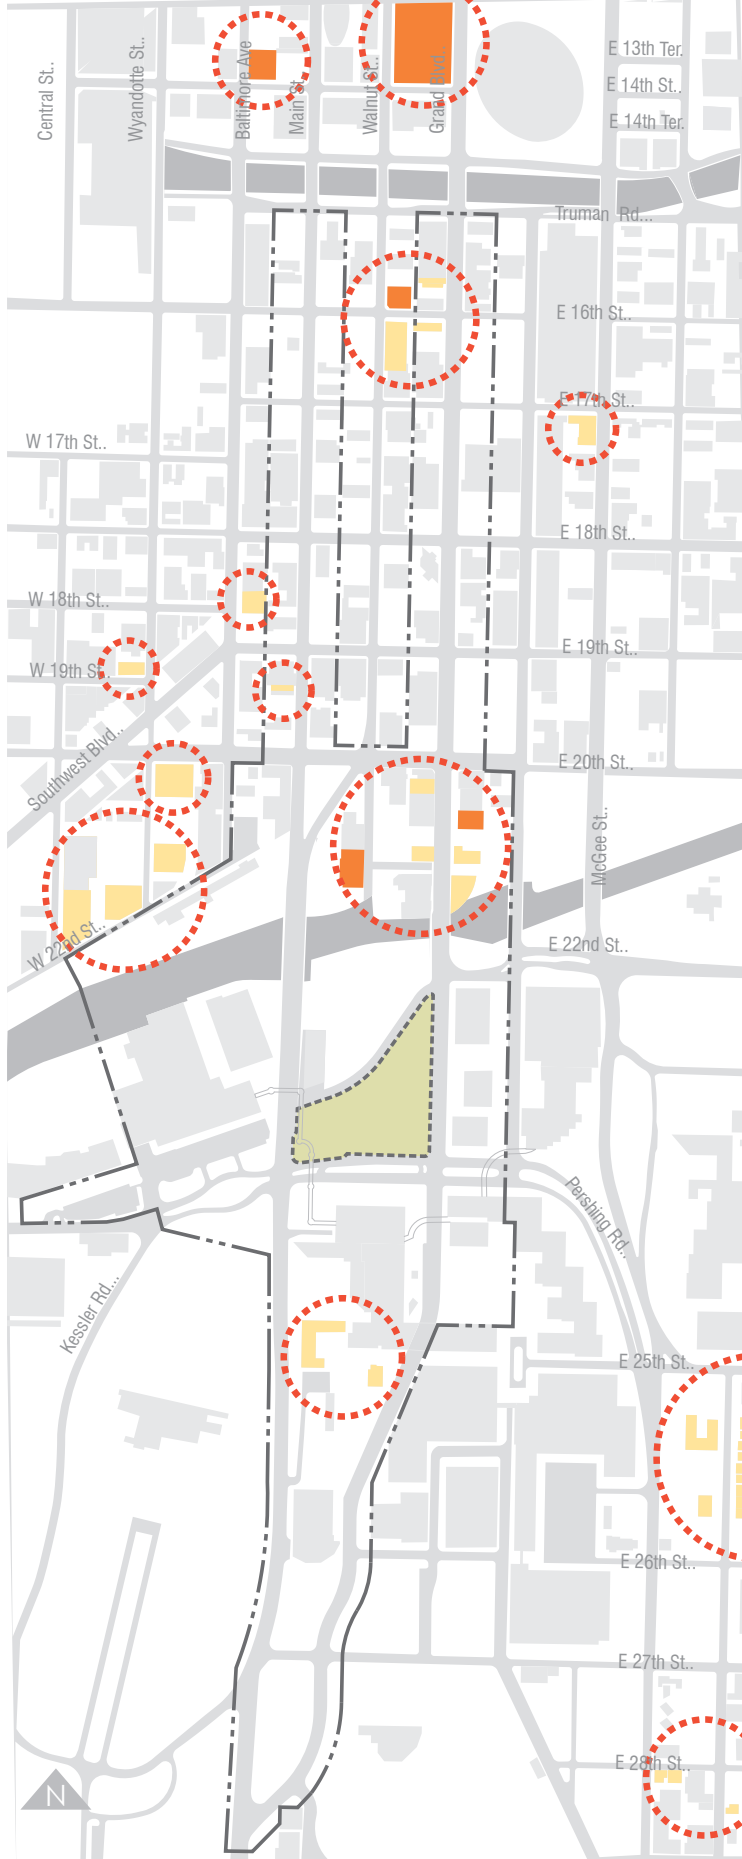 Central St..
Wyandotte St..
Baltimore Ave
Main St.
Walnut St..
Grand Blvd..
E 13th Ter.
E 14th St..
E 14th Ter.
Truman Rd...
E 16th St..
E 17th St..
W 17th St..
E 18th St..
W 18th St..
E 19th St..
W 19th St..
Southwest Blvd..
E 20th St..
McGee St..
W 22nd St..
E 22nd St..
Pershing Rd..
Kessler Rd...
E 25th St..
E 26th St..
E 27th St..
E 28th St..
N